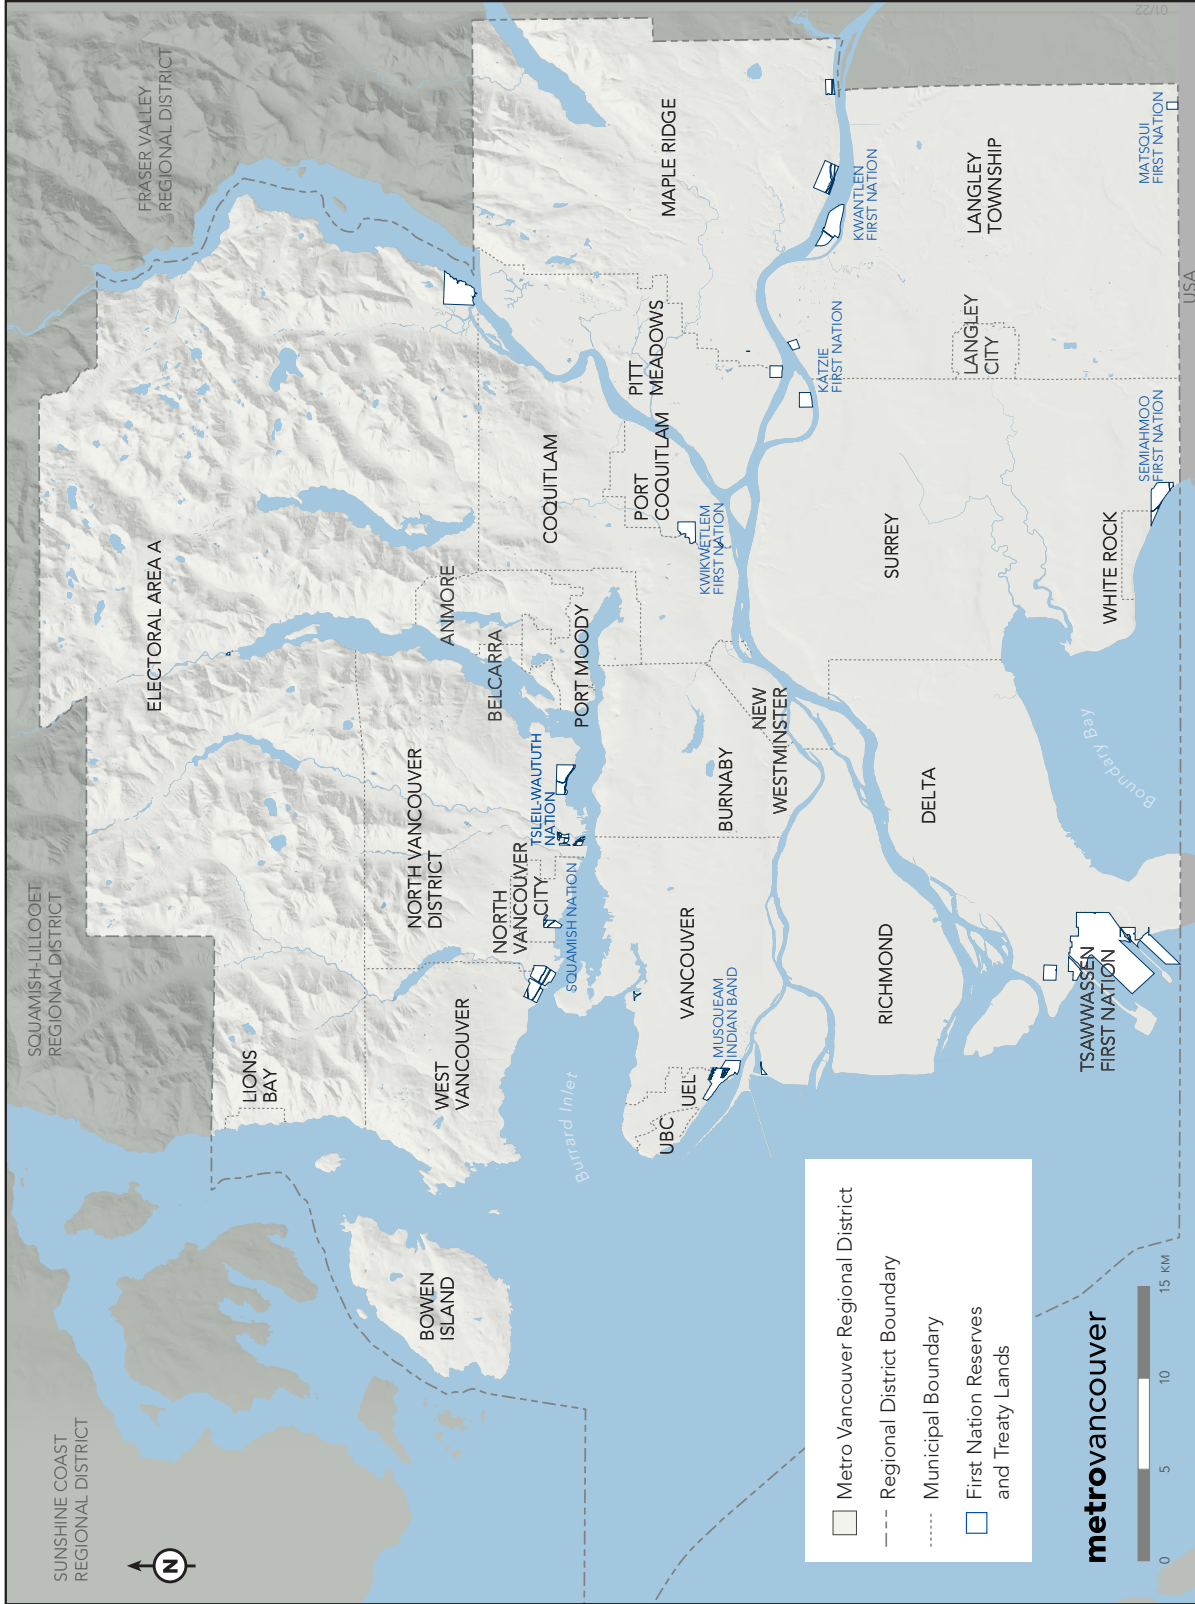 SUNSHINE COAST
REGIONAL DISTRICT
SQUAMISH-LILLOOET
REGIONAL DISTRICT
FRASER VALLEY
REGIONAL DISTRICT
N
ELECTORAL AREA A
LIONS
BAY
BOWEN
ISLAND
WEST
VANCOUVER
NORTH VANCOUVER
DISTRICT
NORTH
VANCOUVER
CITY
SQUAMISH NATION
TSLEIL-WAUTUTH
NATION
BELCARRA
ANMORE
PORT MOODY
COQUITLAM
PORT
COQUITLAM
PITT
MEADOWS
MAPLE RIDGE
Burrard Inlet
UBC
UEL
MUSQUEAM
INDIAN BAND
VANCOUVER
BURNABY
NEW
WESTMINSTER
KWIKWETLEM
FIRST NATION
KATZIE
FIRST NATION
KWANTLEN
FIRST NATION
RICHMOND
DELTA
SURREY
LANGLEY
CITY
LANGLEY
TOWNSHIP
TSAWWASSEN
FIRST NATION
Boundary Bay
WHITE ROCK
SEMIAHMOO
FIRST NATION
MATSQUI
FIRST NATION
USA
Metro Vancouver Regional District
Regional District Boundary
Municipal Boundary
First Nation Reserves
and Treaty Lands
metrovancouver
0 5 10 15 KM
01/22